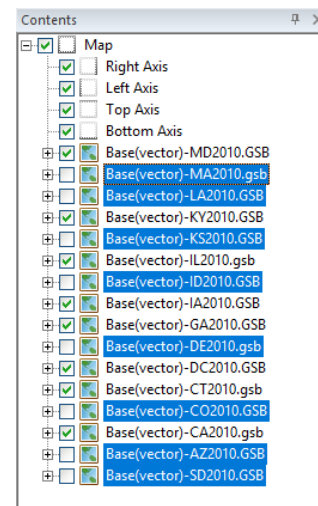 Contents
Map
Right Axis
Left Axis
Top Axis
Bottom Axis
Base(vector)-MD2010.GSB
Base(vector)-MA2010.gsb
Base(vector)-LA2010.GSB
Base(vector)-KY2010.GSB
Base(vector)-KS2010.GSB
Base(vector)-IL2010.gsb
Base(vector)-ID2010.GSB
Base(vector)-IA2010.GSB
Base(vector)-GA2010.GSB
Base(vector)-DE2010.gsb
Base(vector)-DC2010.GSB
Base(vector)-CT2010.gsb
Base(vector)-CO2010.GSB
Base(vector)-CA2010.gsb
Base(vector)-AZ2010.GSB
Base(vector)-SD2010.GSB